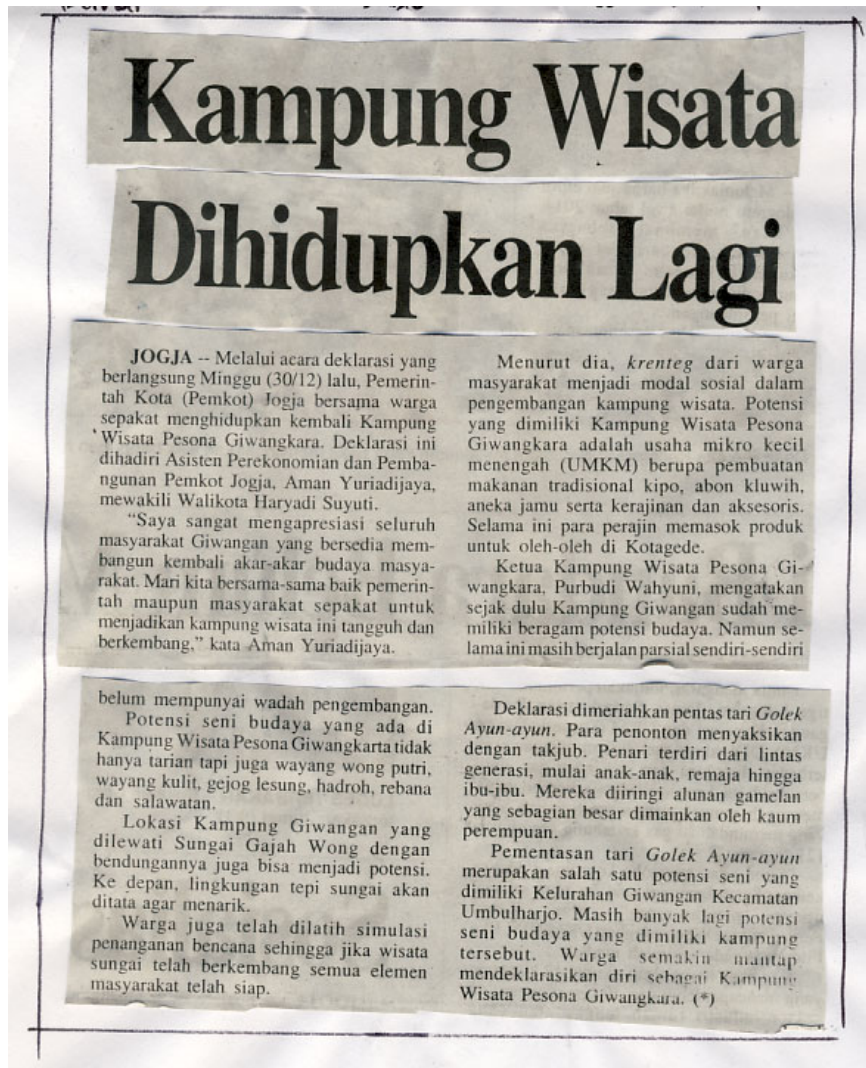 Kampung Wisata
Dihidupkan Lagi
JOGJA -- Melalui acara deklarasi yang
berlangsung Minggu (30/12) lalu, Pemerin-
tah Kota (Pemkot) Jogja bersama warga
sepakat menghidupkan kembali Kampung
Wisata Pesona Giwangkara. Deklarasi ini
dihadiri Asisten Perekonomian dan Pemba-
ngunan Pemkot Jogja, Aman Yuriadijaya,
mewakili Walikota Haryadi Suyuti.
“Saya sangat mengapresiasi seluruh
masyarakat Giwangan yang bersedia mem-
bangun kembali akar-akar budaya masya-
rakat. Mari kita bersama-sama baik pemerin-
tah maupun masyarakat sepakat untuk
menjadikan kampung wisata ini tangguh dan
berkembang,” kata Aman Yuriadijaya.
Menurut dia, krenteg dari warga
masyarakat menjadi modal sosial dalam
pengembangan kampung wisata. Potensi
yang dimiliki Kampung Wisata Pesona
Giwangkara adalah usaha mikro kecil
menengah (UMKM) berupa pembuatan
makanan tradisional kipo, abon kluwih,
aneka jamu serta kerajinan dan aksesoris.
Selama ini para perajin memasok produk
untuk oleh-oleh di Kotagede.
Ketua Kampung Wisata Pesona Gi-
wangkara, Purbudi Wahyuni, mengatakan
sejak dulu Kampung Giwangan sudah me-
miliki beragam potensi budaya. Namun se-
lama ini masih berjalan parsial sendiri-sendiri
belum mempunyai wadah pengembangan.
Potensi seni budaya yang ada di
Kampung Wisata Pesona Giwangkarta tidak
hanya tarian tapi juga wayang wong putri,
wayang kulit, gejog lesung, hadroh, rebana
dan salawatan.
Lokasi Kampung Giwangan yang
dilewati Sungai Gajah Wong dengan
bendungannya juga bisa menjadi potensi.
Ke depan, lingkungan tepi sungai akan
ditata agar menarik.
Warga juga telah dilatih simulasi
penanganan bencana sehingga jika wisata
sungai telah berkembang semua elemen
masyarakat telah siap.
Deklarasi dimeriahkan pentas tari Golek
Ayun-ayun. Para penonton menyaksikan
dengan takjub. Penari terdiri dari lintas
generasi, mulai anak-anak, remaja hingga
ibu-ibu. Mereka diiringi alunan gamelan
yang sebagian besar dimainkan oleh kaum
perempuan.
Pementasan tari Golek Ayun-ayun
merupakan salah satu potensi seni yang
dimiliki Kelurahan Giwangan Kecamatan
Umbulharjo. Masih banyak lagi potensi
seni budaya yang dimiliki kampung
tersebut. Warga semakin mantap
mendeklarasikan diri sebagai Kampung
Wisata Pesona Giwangkara. (*)